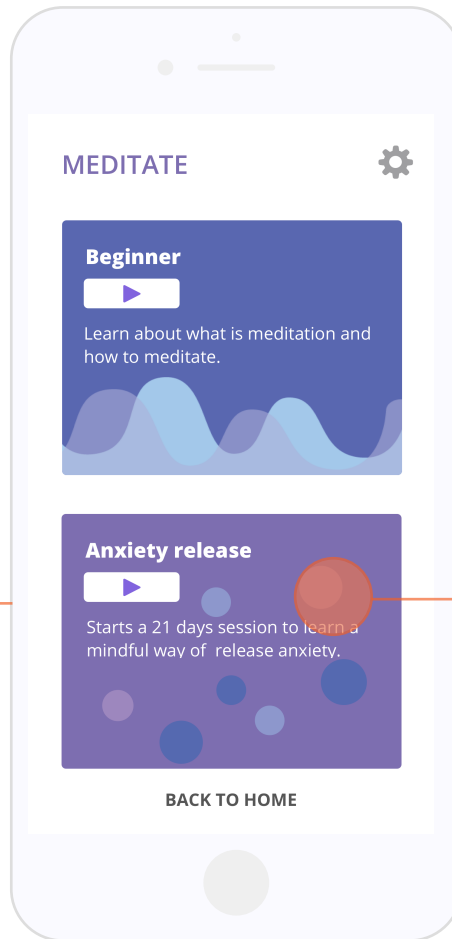 MEDITATE
Beginner
Learn about what is meditation and
how to meditate.
Anxiety release
Starts a 21 days session to learn a
mindful way of  release anxiety.
BACK TO HOME